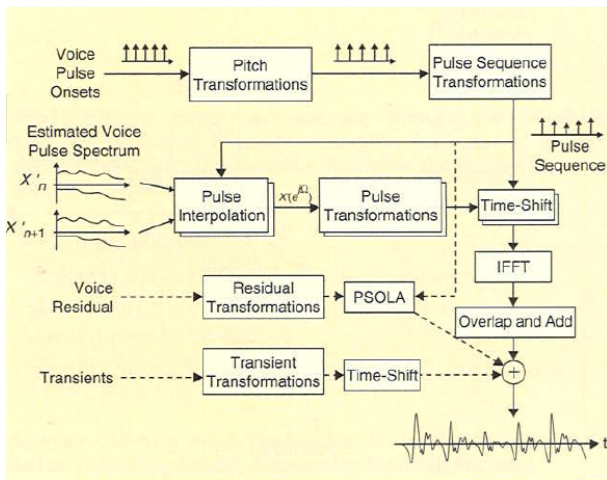 Voice
Pulse
Onsets
Pitch
Transformations
Pulse Sequence
Transformations
Pulse
Sequence
Estimated Voice
Pulse Spectrum
X'n
X'n+1
Pulse
Interpolation
X(e^jΩ)
Pulse
Transformations
Time-Shift
IFFT
Overlap and Add
Voice
Residual
Residual
Transformations
PSOLA
Transients
Transient
Transformations
Time-Shift
+
t